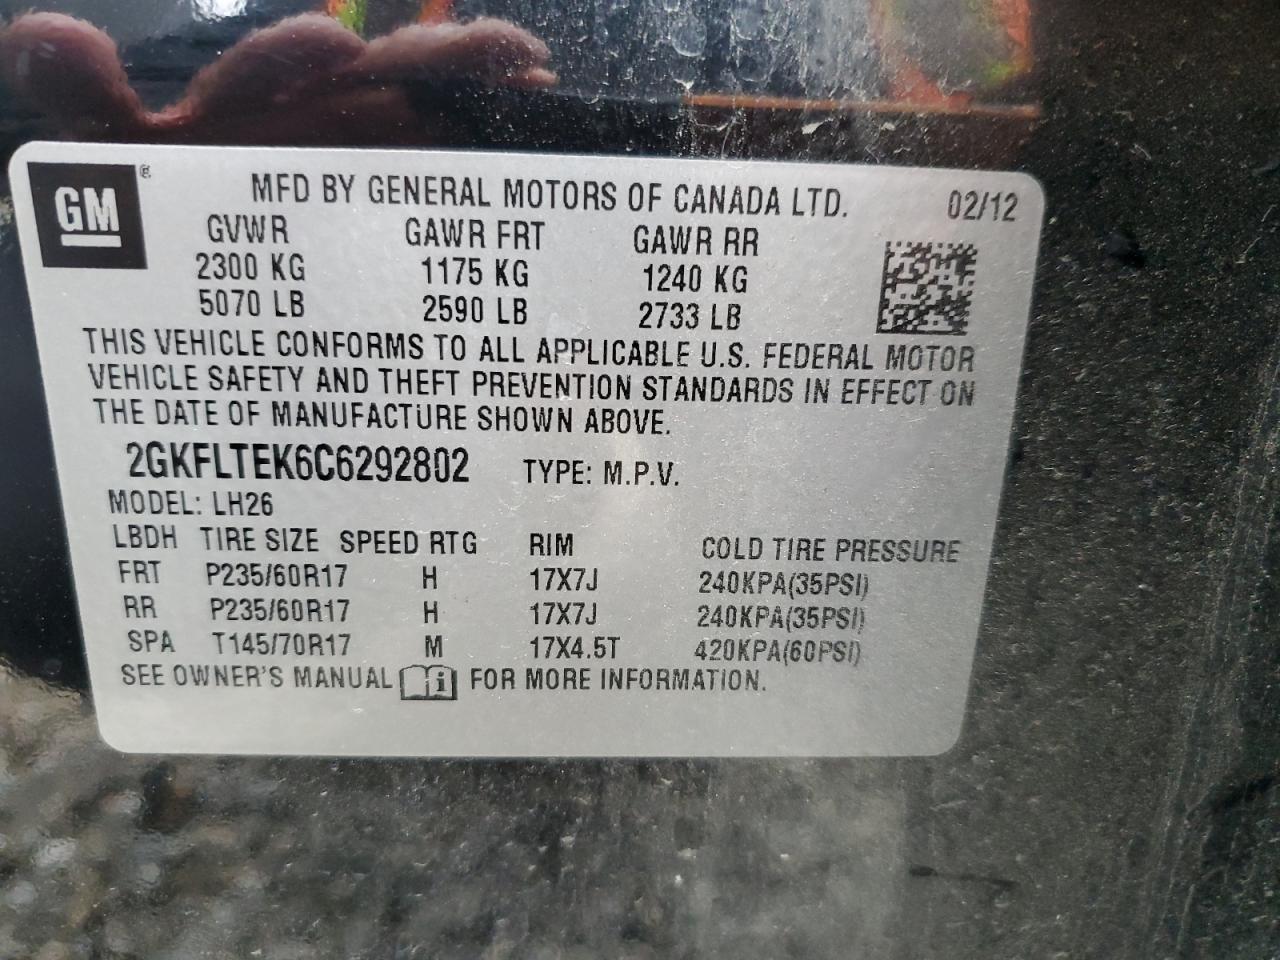 GM ®
MFD BY GENERAL MOTORS OF CANADA LTD. 02/12
GVWR GAWR FRT GAWR RR
2300 KG 1175 KG 1240 KG
5070 LB 2590 LB 2733 LB
THIS VEHICLE CONFORMS TO ALL APPLICABLE U.S. FEDERAL MOTOR
VEHICLE SAFETY AND THEFT PREVENTION STANDARDS IN EFFECT ON
THE DATE OF MANUFACTURE SHOWN ABOVE.
2GKFLTEK6C6292802 TYPE: M.P.V.
MODEL: LH26
LBDH TIRE SIZE SPEED RTG RIM COLD TIRE PRESSURE
FRT P235/60R17 H 17X7J 240KPA(35PSI)
RR P235/60R17 H 17X7J 240KPA(35PSI)
SPA T145/70R17 M 17X4.5T 420KPA(60PSI)
SEE OWNER'S MANUAL i FOR MORE INFORMATION.